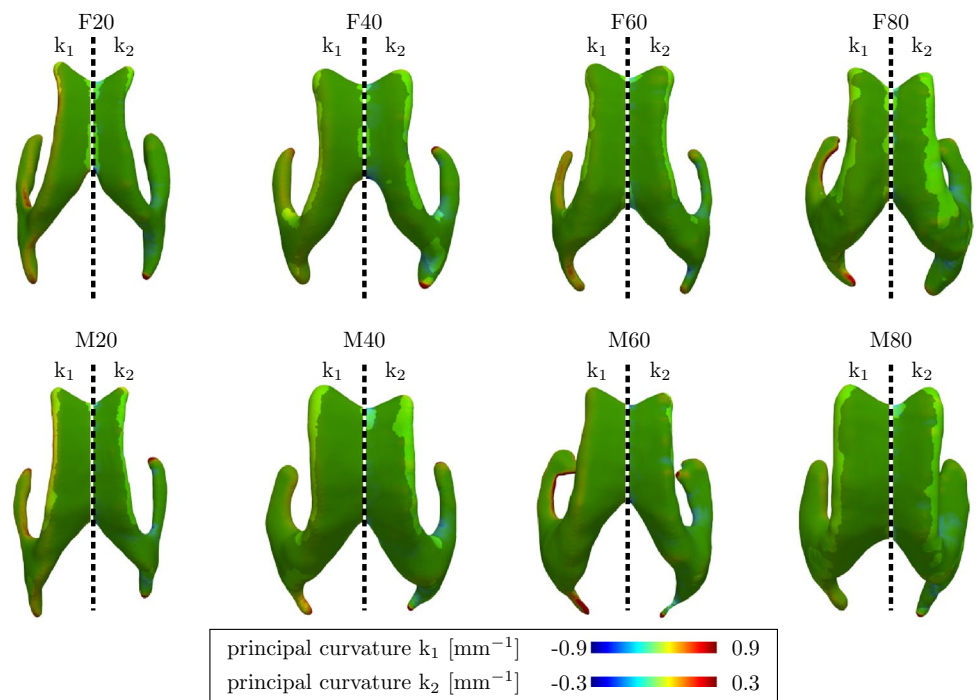 F20 F40 F60 F80
k₁ k₂ k₁ k₂ k₁ k₂ k₁ k₂
M20 M40 M60 M80
k₁ k₂ k₁ k₂ k₁ k₂ k₁ k₂
principal curvature k₁ [mm⁻¹] -0.9 0.9
principal curvature k₂ [mm⁻¹] -0.3 0.3